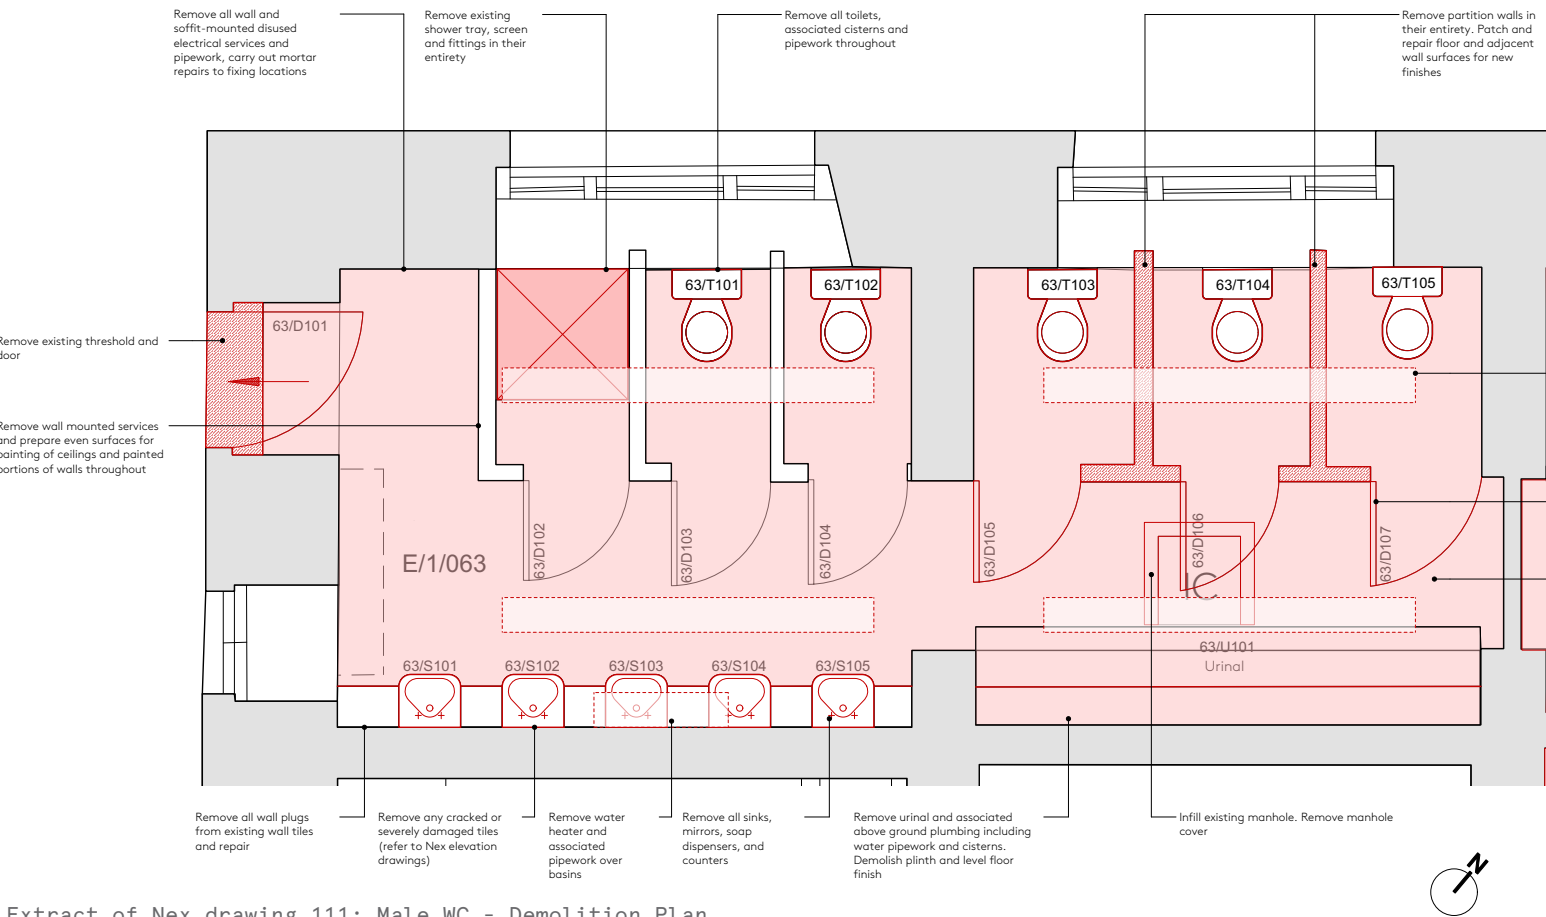 Remove all wall and
soffit-mounted disused
electrical services and
pipework, carry out mortar
repairs to fixing locations
Remove existing
shower tray, screen
and fittings in their
entirety
Remove all toilets,
associated cisterns and
pipework throughout
Remove partition walls in
their entirety. Patch and
repair floor and adjacent
wall surfaces for new
finishes
63/T101
63/T102
63/T103
63/T104
63/T105
63/D101
Remove existing threshold and
door
Remove wall mounted services
and prepare even surfaces for
painting of ceilings and painted
portions of walls throughout
E/1/063
63/D102
63/D103
63/D104
63/D105
63/D106
63/D107
IC
63/U101
Urinal
63/S101
63/S102
63/S103
63/S104
63/S105
Remove all wall plugs
from existing wall tiles
and repair
Remove any cracked or
severely damaged tiles
(refer to Nex elevation
drawings)
Remove water
heater and
associated
pipework over
basins
Remove all sinks,
mirrors, soap
dispensers, and
counters
Remove urinal and associated
above ground plumbing including
water pipework and cisterns.
Demolish plinth and level floor
finish
Infill existing manhole. Remove manhole
cover
N
Extract of Nex drawing 111: Male WC - Demolition Plan